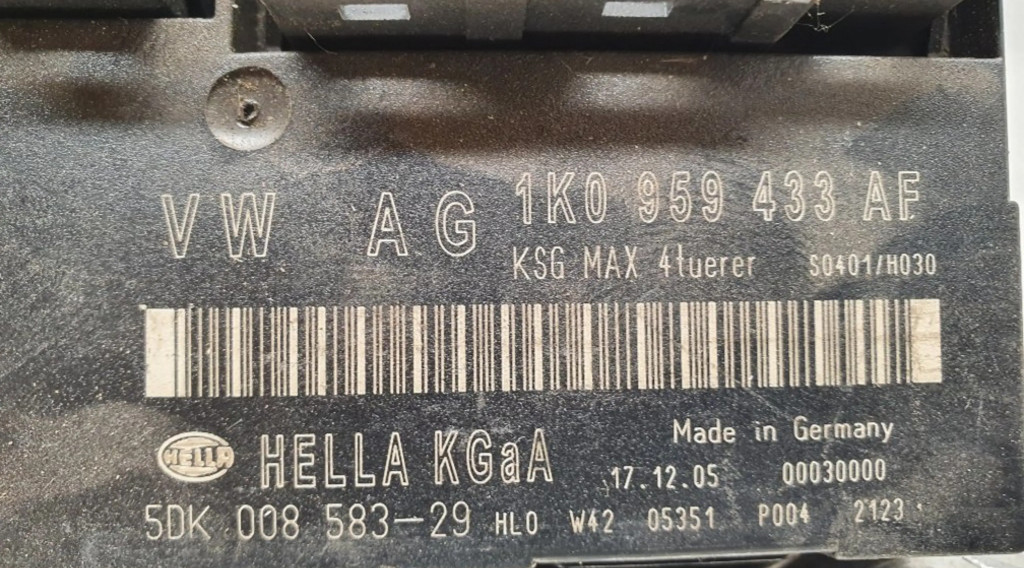 VW AG 1K0 959 433 AF
KSG MAX 4tuerer S0401/H030
Made in Germany
HELLA HELLA KGaA 17.12.05 00030000
5DK 008 583-29 HL0 W42 05351 P004 2123